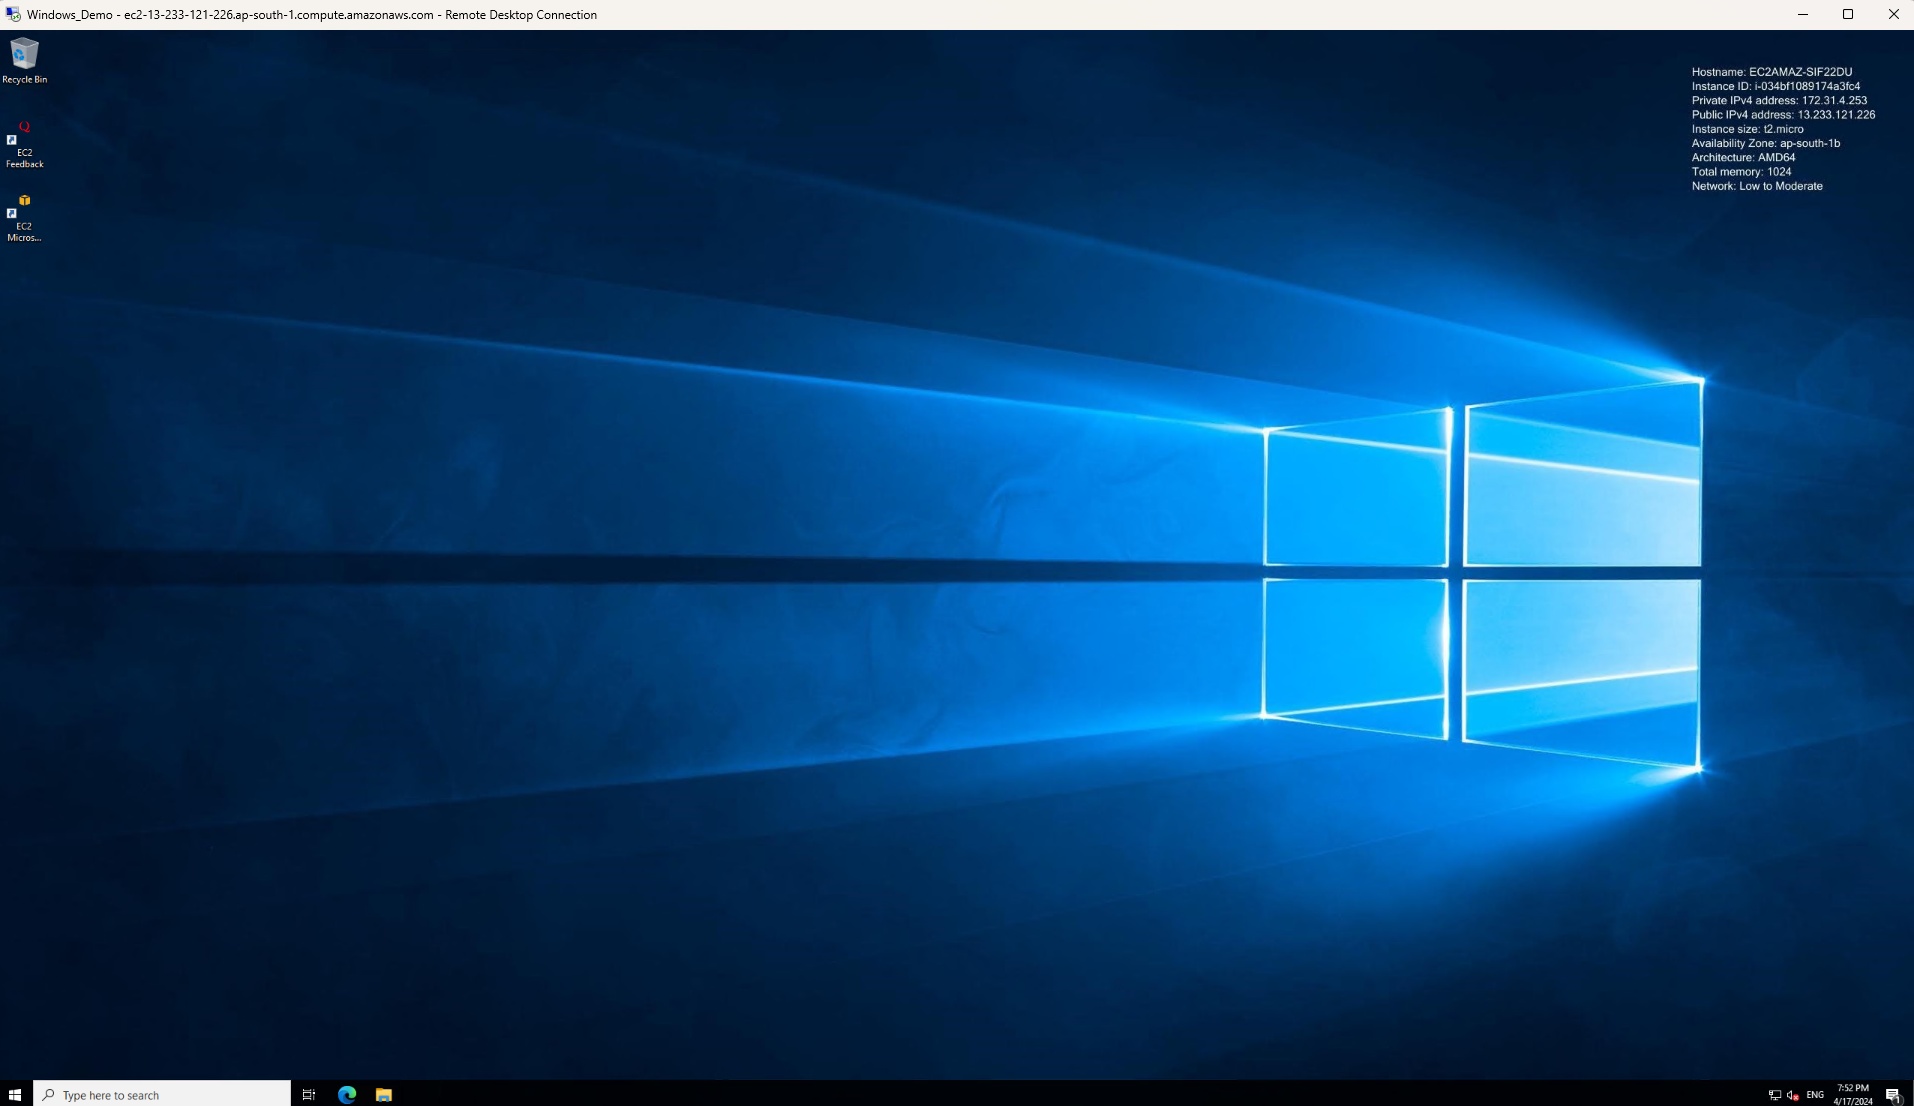 Windows_Demo - ec2-13-233-121-226.ap-south-1.compute.amazonaws.com - Remote Desktop Connection
Recycle Bin
EC2
Feedback
EC2
Micros...
Hostname: EC2AMAZ-SIF22DU
Instance ID: i-034bf1089174a3fc4
Private IPv4 address: 172.31.4.253
Public IPv4 address: 13.233.121.226
Instance size: t2.micro
Availability Zone: ap-south-1b
Architecture: AMD64
Total memory: 1024
Network: Low to Moderate
Type here to search
ENG
7:52 PM
4/17/2024
1